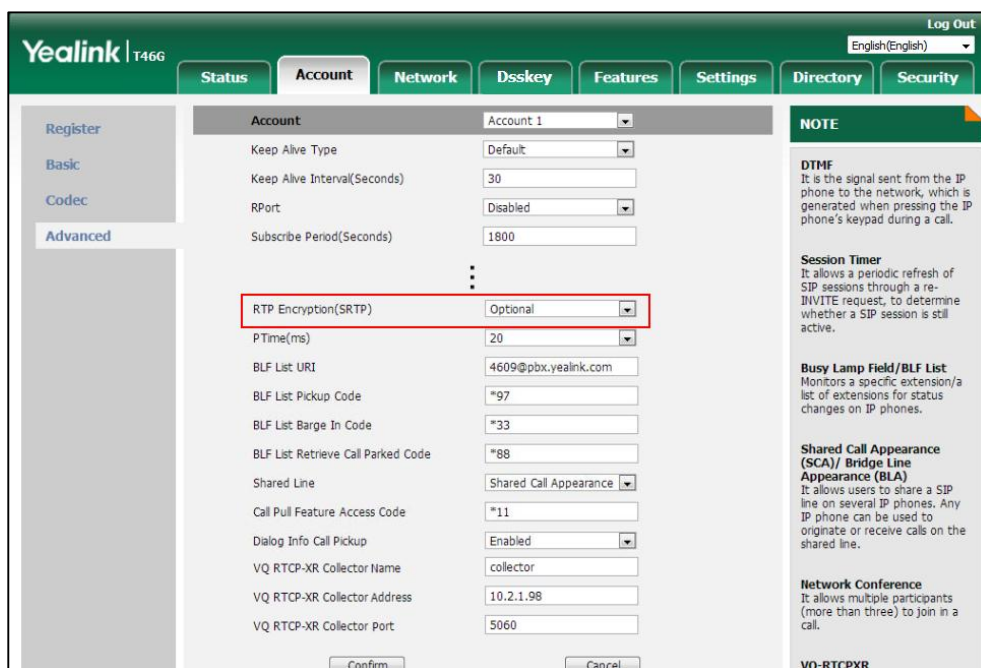 Log Out
Yealink | T46G
English(English)
Status Account Network Dsskey Features Settings Directory Security
Register
Basic
Codec
Advanced
Account Account 1
Keep Alive Type Default
Keep Alive Interval(Seconds) 30
RPort Disabled
Subscribe Period(Seconds) 1800
RTP Encryption(SRTP) Optional
PTime(ms) 20
BLF List URI 4609@pbx.yealink.com
BLF List Pickup Code *97
BLF List Barge In Code *33
BLF List Retrieve Call Parked Code *88
Shared Line Shared Call Appearance
Call Pull Feature Access Code *11
Dialog Info Call Pickup Enabled
VQ RTCP-XR Collector Name collector
VQ RTCP-XR Collector Address 10.2.1.98
VQ RTCP-XR Collector Port 5060
Confirm Cancel
NOTE
DTMF
It is the signal sent from the IP
phone to the network, which is
generated when pressing the IP
phone's keypad during a call.
Session Timer
It allows a periodic refresh of
SIP sessions through a re-
INVITE request, to determine
whether a SIP session is still
active.
Busy Lamp Field/BLF List
Monitors a specific extension/a
list of extensions for status
changes on IP phones.
Shared Call Appearance
(SCA)/ Bridge Line
Appearance (BLA)
It allows users to share a SIP
line on several IP phones. Any
IP phone can be used to
originate or receive calls on the
shared line.
Network Conference
It allows multiple participants
(more than three) to join in a
call.
VQ-RTCPXR